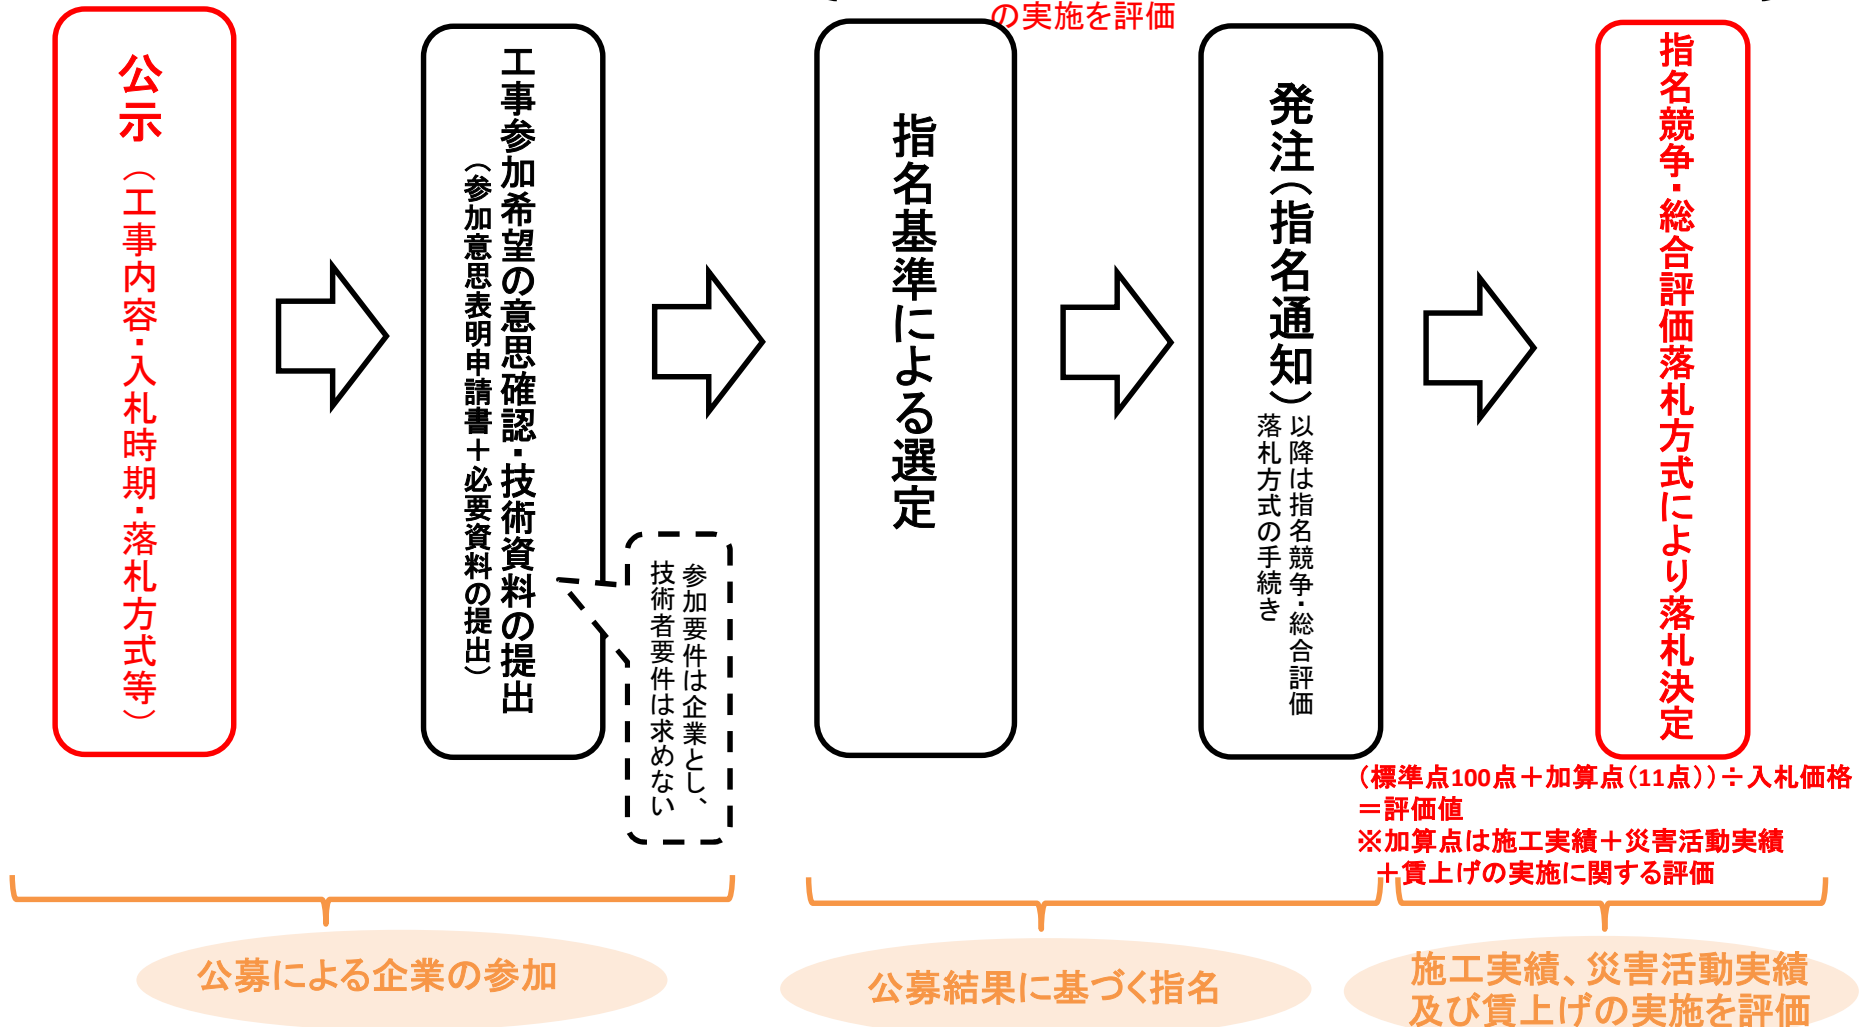 の実施を評価
公示（工事内容・入札時期・落札方式等）
工事参加希望の意思確認・技術資料の提出
（参加意思表明申請書＋必要資料の提出）
参加要件は企業とし、
技術者要件は求めない
指名基準による選定
発注（指名通知）
以降は指名競争・総合評価
落札方式の手続き
指名競争・総合評価落札方式により落札決定
（標準点100点＋加算点（11点））÷入札価格
＝評価値
※加算点は施工実績＋災害活動実績
＋賃上げの実施に関する評価
公募による企業の参加
公募結果に基づく指名
施工実績、災害活動実績
及び賃上げの実施を評価